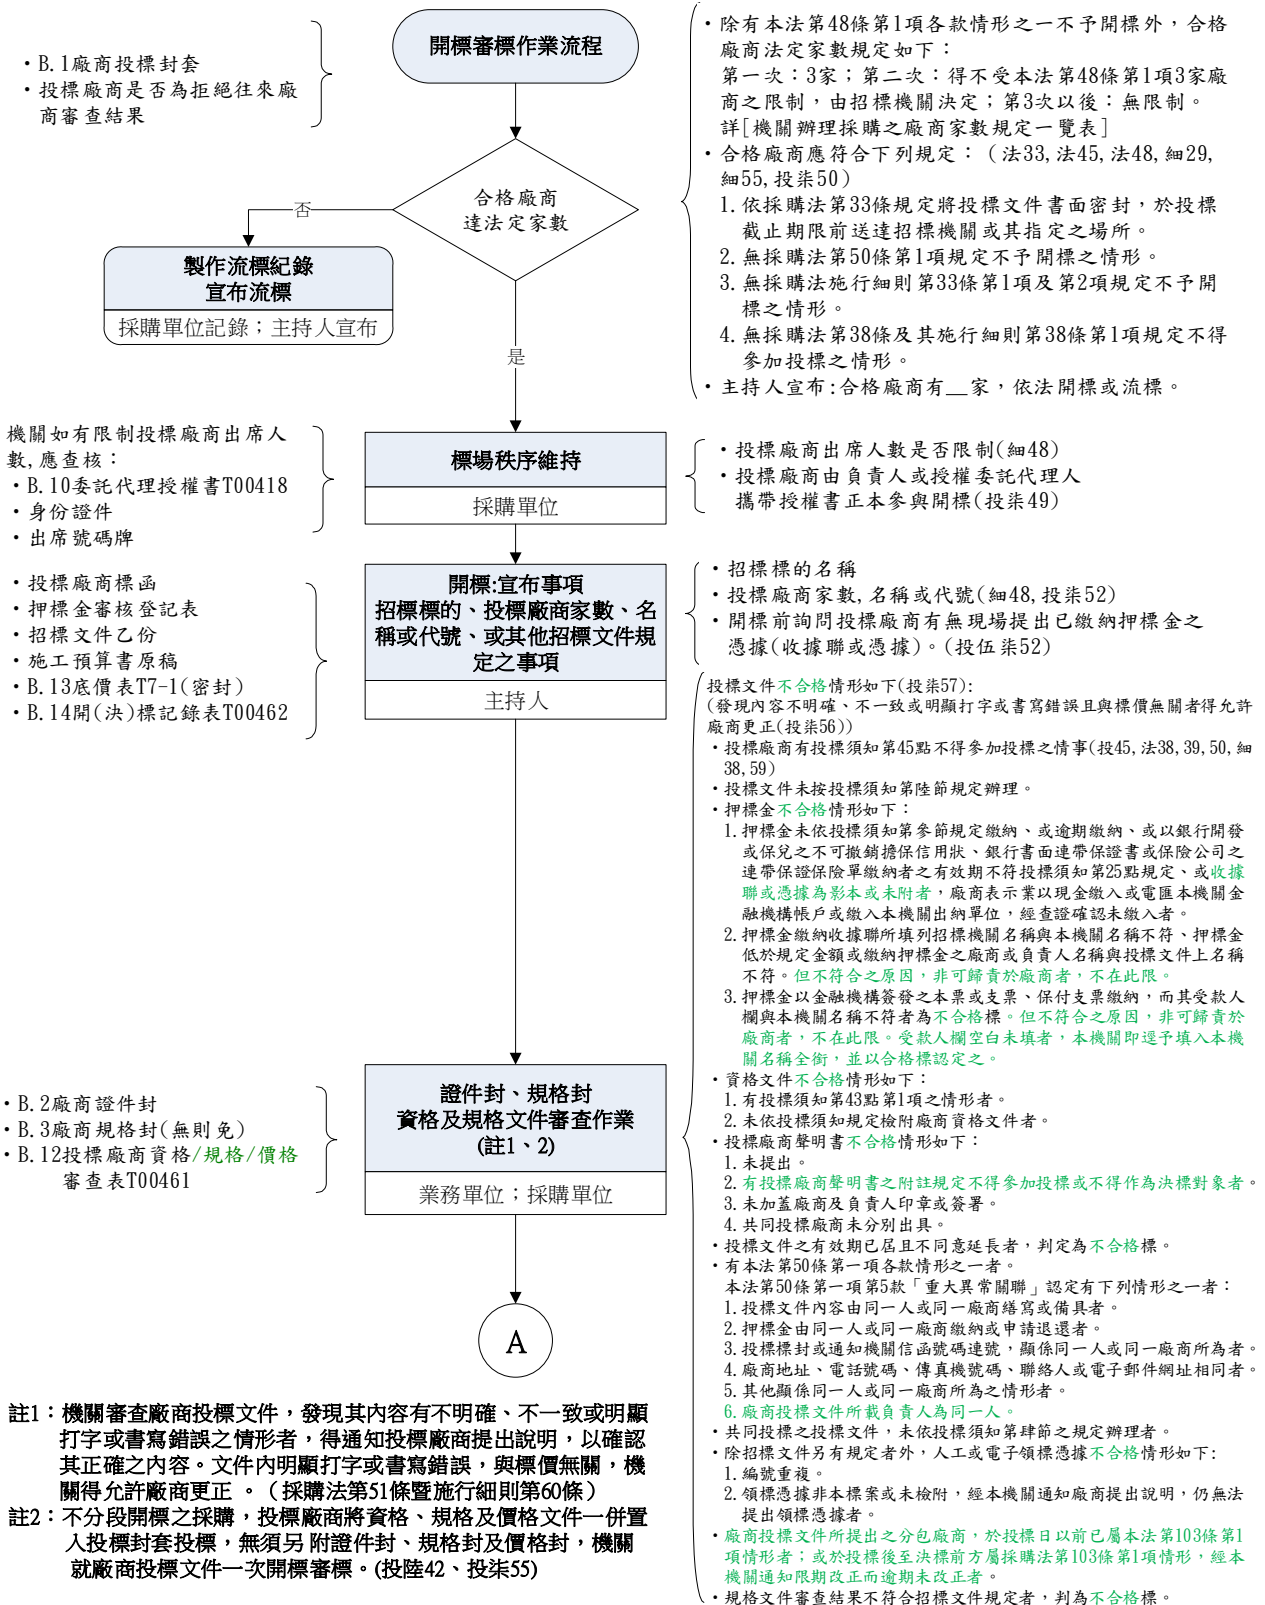 開標審標作業流程
・B.1廠商投標封套
・投標廠商是否為拒絕往來廠
商審查結果
・除有本法第48條第1項各款情形之一不予開標外，合格
廠商法定家數規定如下：
第一次：3家；第二次：得不受本法第48條第1項3家廠
商之限制，由招標機關決定；第3次以後：無限制。
詳[機關辦理採購之廠商家數規定一覽表]
・合格廠商應符合下列規定：（法33,法45,法48,細29,
細55,投柒50）
1.依採購法第33條規定將投標文件書面密封，於投標
截止期限前送達招標機關或其指定之場所。
2.無採購法第50條第1項規定不予開標之情形。
3.無採購法施行細則第33條第1項及第2項規定不予開
標之情形。
4.無採購法第38條及其施行細則第38條第1項規定不得
參加投標之情形。
・主持人宣布:合格廠商有__家，依法開標或流標。
合格廠商
達法定家數
否
製作流標紀錄
宣布流標
採購單位記錄；主持人宣布
是
機關如有限制投標廠商出席人
數,應查核：
・B.10委託代理授權書T00418
・身份證件
・出席號碼牌
標場秩序維持
採購單位
・投標廠商出席人數是否限制(細48)
・投標廠商由負責人或授權委託代理人
攜帶授權書正本參與開標(投柒49)
・投標廠商標函
・押標金審核登記表
・招標文件乙份
・施工預算書原稿
・B.13底價表T7-1(密封)
・B.14開(決)標記錄表T00462
開標:宣布事項
招標標的、投標廠商家數、名
稱或代號、或其他招標文件規
定之事項
主持人
・招標標的名稱
・投標廠商家數,名稱或代號(細48,投柒52)
・開標前詢問投標廠商有無現場提出已繳納押標金之
憑據(收據聯或憑據)。(投伍柒52)
投標文件不合格情形如下(投柒57):
(發現內容不明確、不一致或明顯打字或書寫錯誤且與標價無關者得允許
廠商更正(投柒56))
・投標廠商有投標須知第45點不得參加投標之情事(投45,法38,39,50,細
38,59)
・投標文件未按投標須知第陸節規定辦理。
・押標金不合格情形如下：
1.押標金未依投標須知第參節規定繳納、或逾期繳納、或以銀行開發
或保兌之不可撤銷擔保信用狀、銀行書面連帶保證書或保險公司之
連帶保證保險單繳納者之有效期不符投標須知第25點規定、或收據
聯或憑據為影本或未附者，廠商表示業以現金繳入或電匯本機關金
融機構帳戶或繳入本機關出納單位，經查證確認未繳入者。
2.押標金繳納收據聯所填列招標機關名稱與本機關名稱不符、押標金
低於規定金額或繳納押標金之廠商或負責人名稱與投標文件上名稱
不符。但不符合之原因，非可歸責於廠商者，不在此限。
3.押標金以金融機構簽發之本票或支票、保付支票繳納，而其受款人
欄與本機關名稱不符者為不合格標。但不符合之原因，非可歸責於
廠商者，不在此限。受款人欄空白未填者，本機關即逕予填入本機
關名稱全銜，並以合格標認定之。
・資格文件不合格情形如下：
1.有投標須知第43點第1項之情形者。
2.未依投標須知規定檢附廠商資格文件者。
・投標廠商聲明書不合格情形如下：
1.未提出。
2.有投標廠商聲明書之附註規定不得參加投標或不得作為決標對象者。
3.未加蓋廠商及負責人印章或簽署。
4.共同投標廠商未分別出具。
・投標文件之有效期已屆且不同意延長者，判定為不合格標。
・有本法第50條第一項各款情形之一者。
本法第50條第一項第5款「重大異常關聯」認定有下列情形之一者：
1.投標文件內容由同一人或同一廠商繕寫或備具者。
2.押標金由同一人或同一廠商繳納或申請退還者。
3.投標標封或通知機關信函號碼連號，顯係同一人或同一廠商所為者。
4.廠商地址、電話號碼、傳真機號碼、聯絡人或電子郵件網址相同者。
5.其他顯係同一人或同一廠商所為之情形者。
6.廠商投標文件所載負責人為同一人。
・共同投標之投標文件，未依投標須知第肆節之規定辦理者。
・除招標文件另有規定者外，人工或電子領標憑據不合格情形如下:
1.編號重複。
2.領標憑據非本標案或未檢附，經本機關通知廠商提出說明，仍無法
提出領標憑據者。
・廠商投標文件所提出之分包廠商，於投標日以前已屬本法第103條第1
項情形者；或於投標後至決標前方屬採購法第103條第1項情形，經本
機關通知限期改正而逾期未改正者。
・規格文件審查結果不符合招標文件規定者，判為不合格標。
・B.2廠商證件封
・B.3廠商規格封(無則免)
・B.12投標廠商資格/規格/價格
審查表T00461
證件封、規格封
資格及規格文件審查作業
(註1、2)
業務單位；採購單位
A
註1：機關審查廠商投標文件，發現其內容有不明確、不一致或明顯
打字或書寫錯誤之情形者，得通知投標廠商提出說明，以確認
其正確之內容。文件內明顯打字或書寫錯誤，與標價無關，機
關得允許廠商更正 。（採購法第51條暨施行細則第60條）
註2：不分段開標之採購，投標廠商將資格、規格及價格文件一併置
入投標封套投標，無須另 附證件封、規格封及價格封，機關
就廠商投標文件一次開標審標。(投陸42、投柒55)